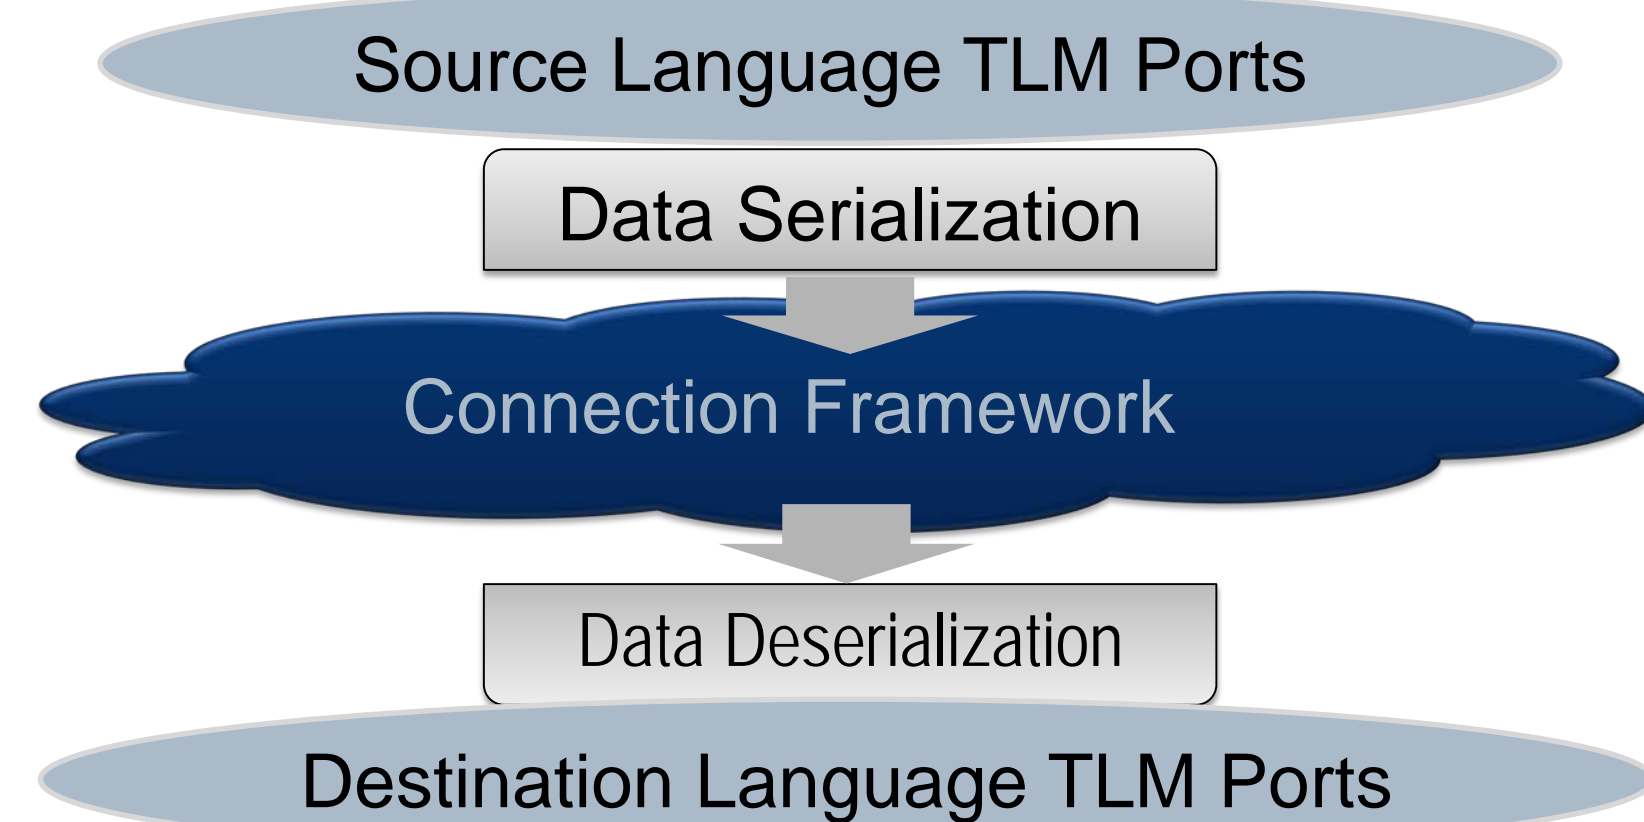 Source Language TLM Ports
Data Serialization
Connection Framework
Data Deserialization
Destination Language TLM Ports